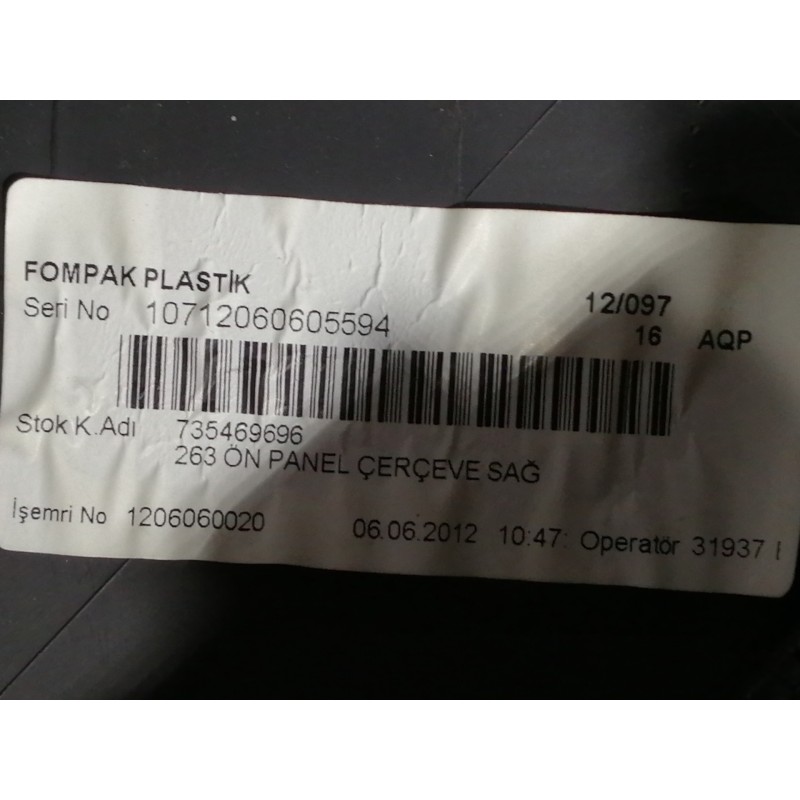 FOMPAK PLASTİK
12/097
Seri No 10712060605594
16 AQP
Stok K.Adı 735469696
263 ÖN PANEL ÇERÇEVE SAĞ
İşemri No 1206060020 06.06.2012 10:47: Operatör 31937